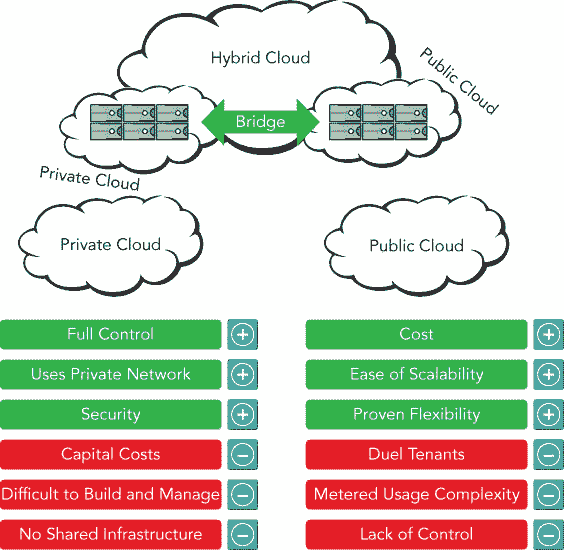 Hybrid Cloud
Public Cloud
Bridge
Private Cloud
Private Cloud
Public Cloud
Full Control +
Cost +
Uses Private Network +
Ease of Scalability +
Security +
Proven Flexibility +
Capital Costs −
Duel Tenants −
Difficult to Build and Manage −
Metered Usage Complexity −
No Shared Infrastructure −
Lack of Control −